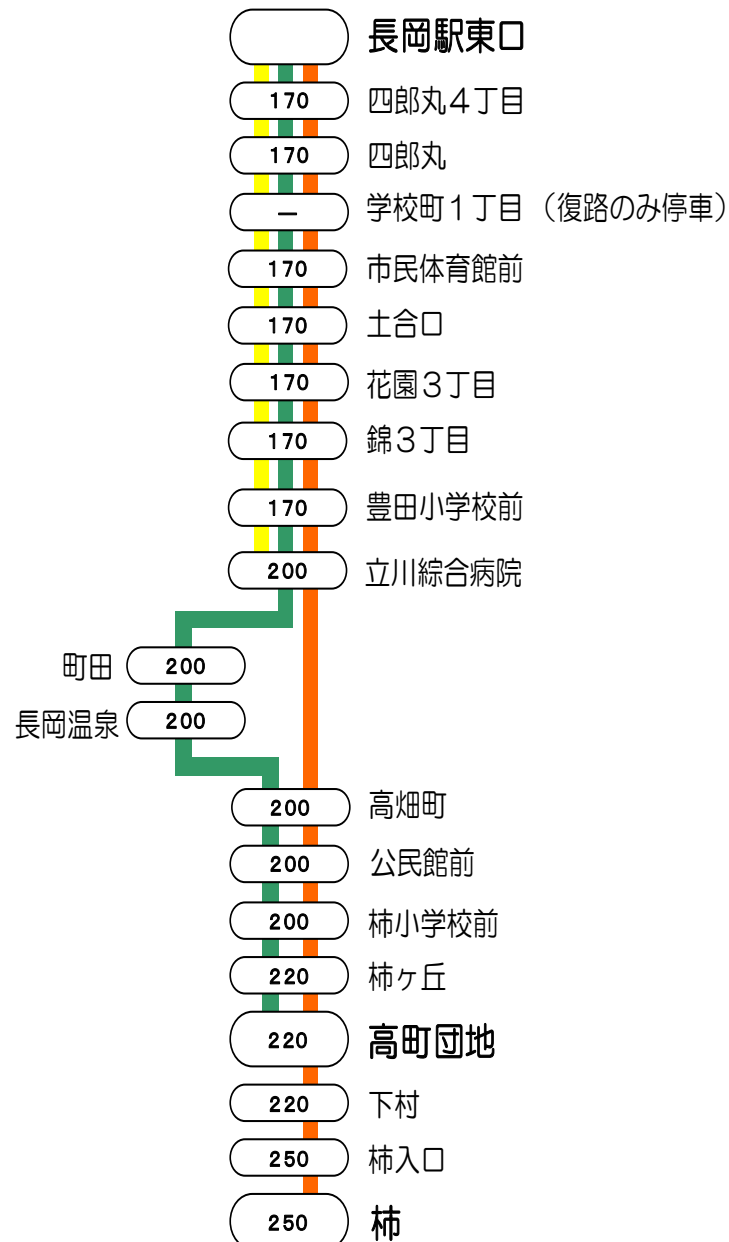 長岡駅東口
170 四郎丸4丁目
170 四郎丸
－ 学校町1丁目（復路のみ停車）
170 市民体育館前
170 土合口
170 花園3丁目
170 錦3丁目
170 豊田小学校前
200 立川綜合病院
町田 200
長岡温泉 200
200 高畑町
200 公民館前
200 柿小学校前
220 柿ヶ丘
220 高町団地
220 下村
250 柿入口
250 柿